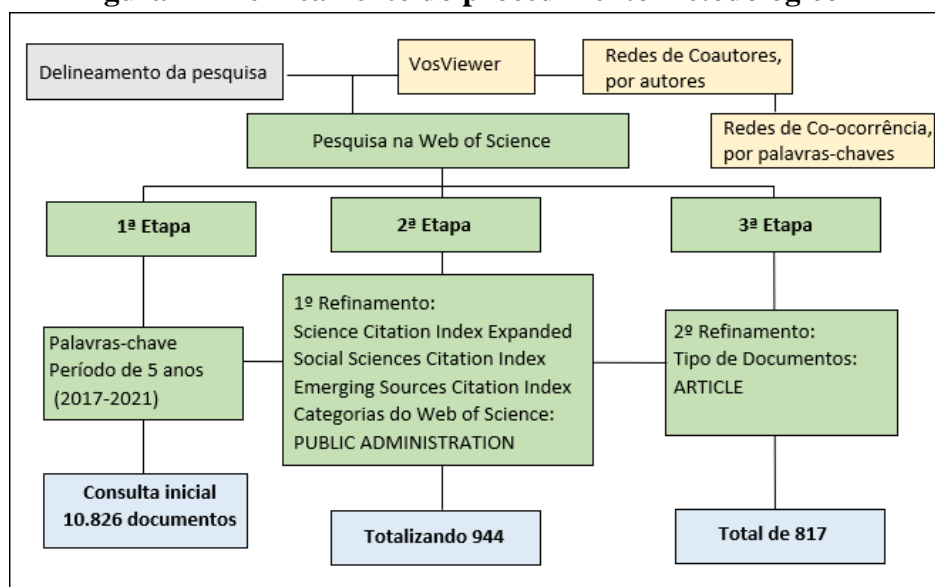 Delineamento da pesquisa
VosViewer
Redes de Coautores,
por autores
Redes de Co-ocorrência,
por palavras-chaves
Pesquisa na Web of Science
1ª Etapa
2ª Etapa
3ª Etapa
Palavras-chave
Período de 5 anos
(2017-2021)
1º Refinamento:
Science Citation Index Expanded
Social Sciences Citation Index
Emerging Sources Citation Index
Categorias do Web of Science:
PUBLIC ADMINISTRATION
2º Refinamento:
Tipo de Documentos:
ARTICLE
Consulta inicial
10.826 documentos
Totalizando 944
Total de 817